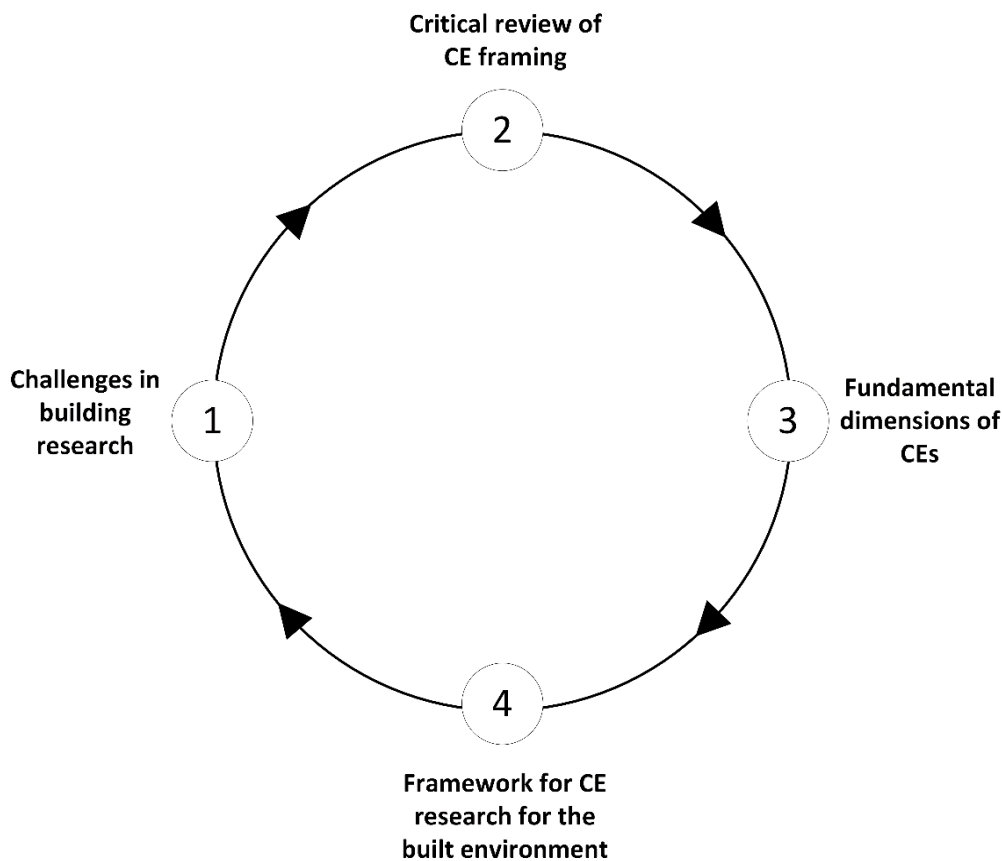 Critical review of
CE framing
2
Challenges in
building
research
1
3
Fundamental
dimensions of
CEs
4
Framework for CE
research for the
built environment